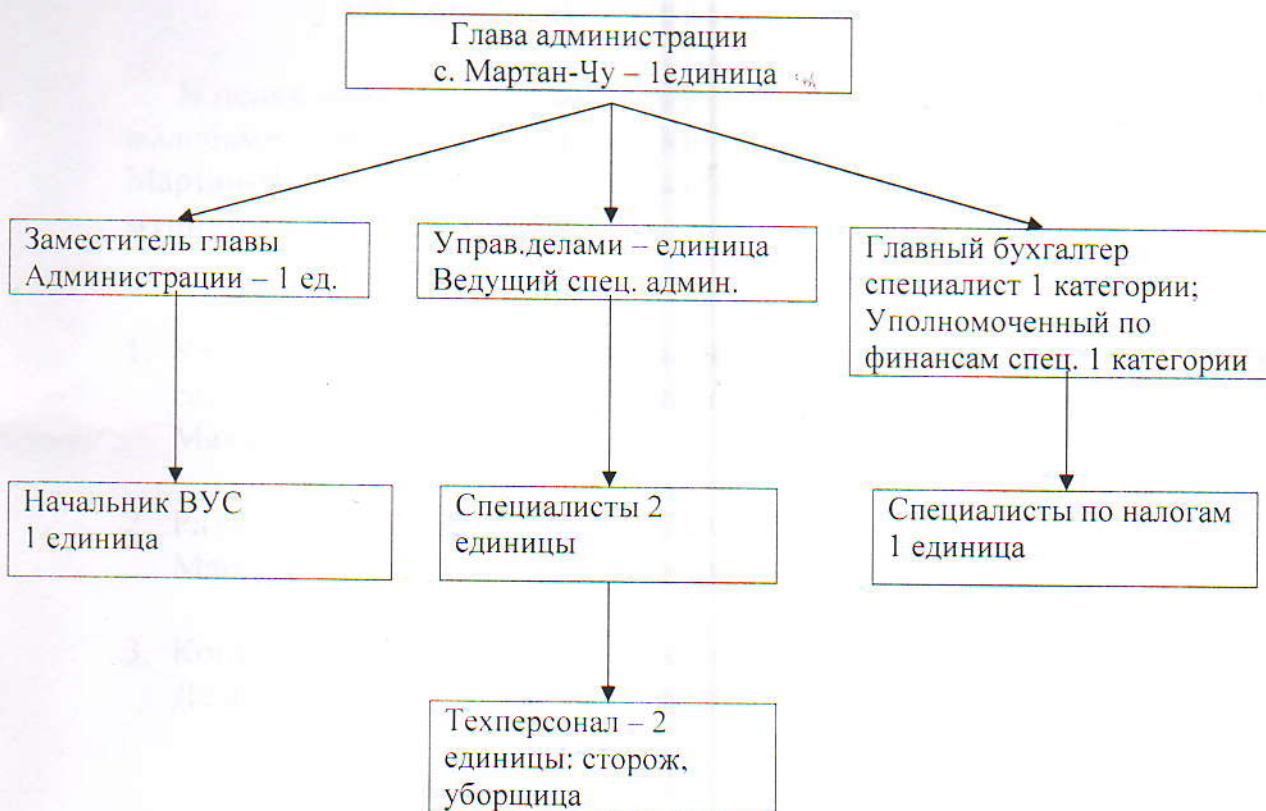 Глава администрации
с. Мартан-Чу – 1единица
Заместитель главы
Администрации – 1 ед.
Управ.делами – единица
Ведущий спец. админ.
Главный бухгалтер
специалист 1 категории;
Уполномоченный по
финансам спец. 1 категории
Начальник ВУС
1 единица
Специалисты 2
единицы
Специалисты по налогам
1 единица
Техперсонал – 2
единицы: сторож,
уборщица